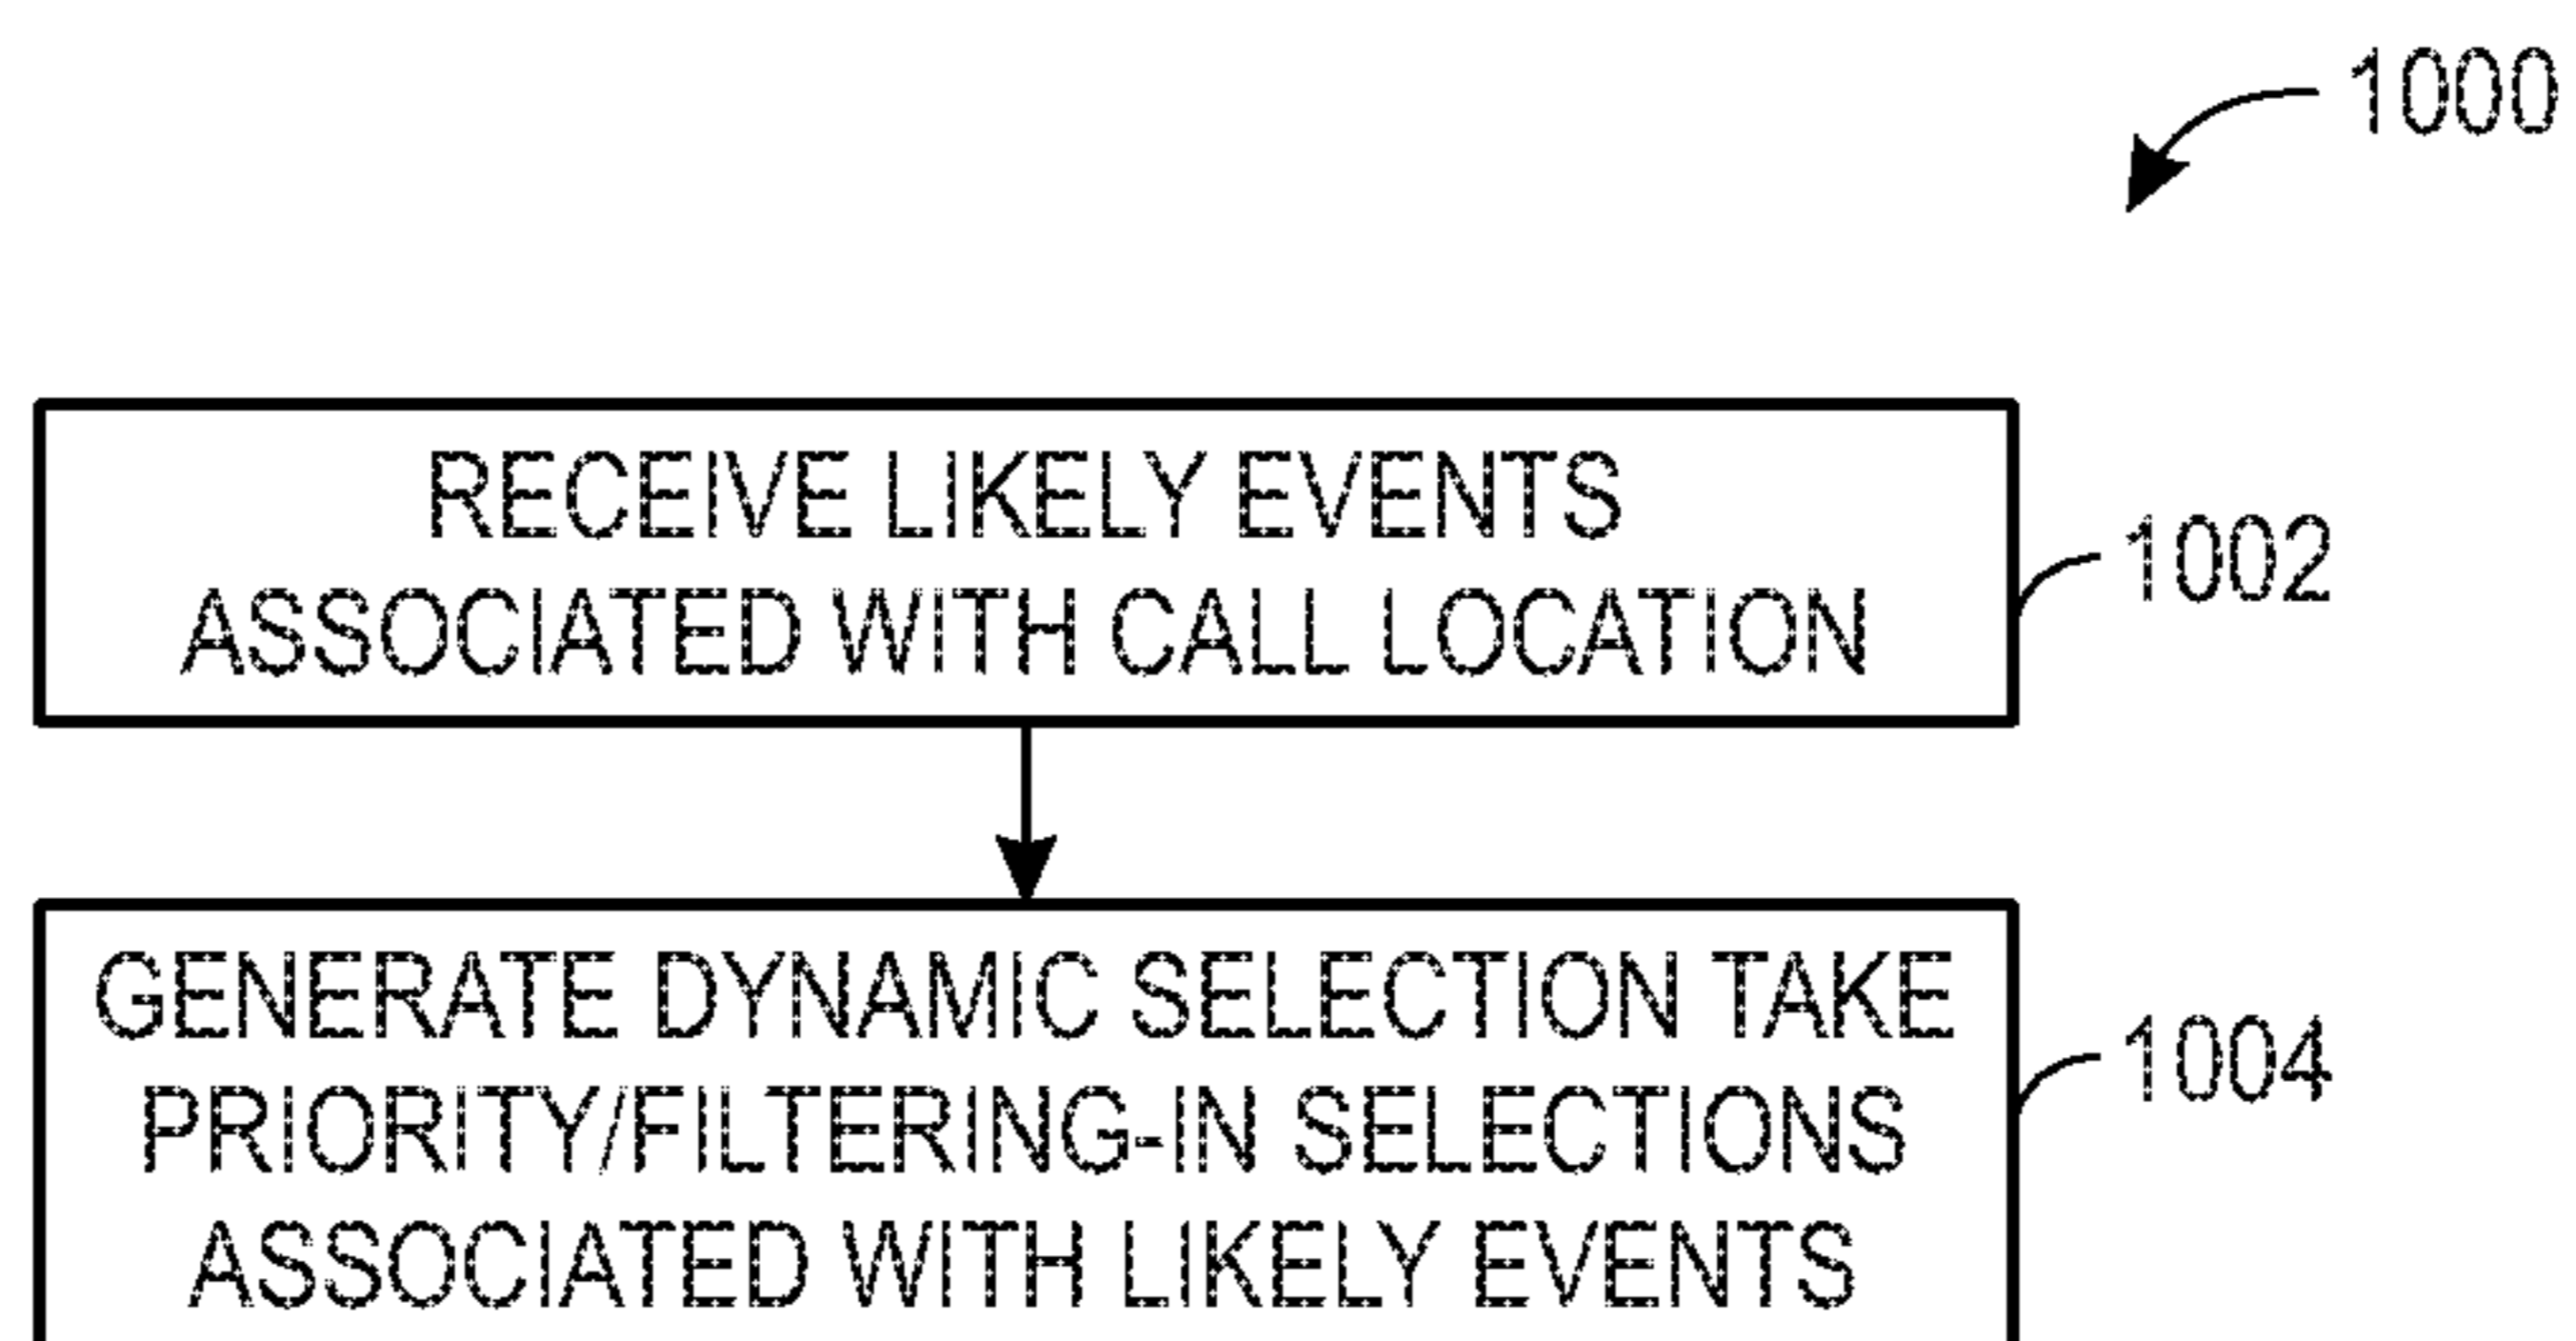 1000
RECEIVE LIKELY EVENTS
ASSOCIATED WITH CALL LOCATION
1002
GENERATE DYNAMIC SELECTION TAKE
PRIORITY/FILTERING-IN SELECTIONS
ASSOCIATED WITH LIKELY EVENTS
1004